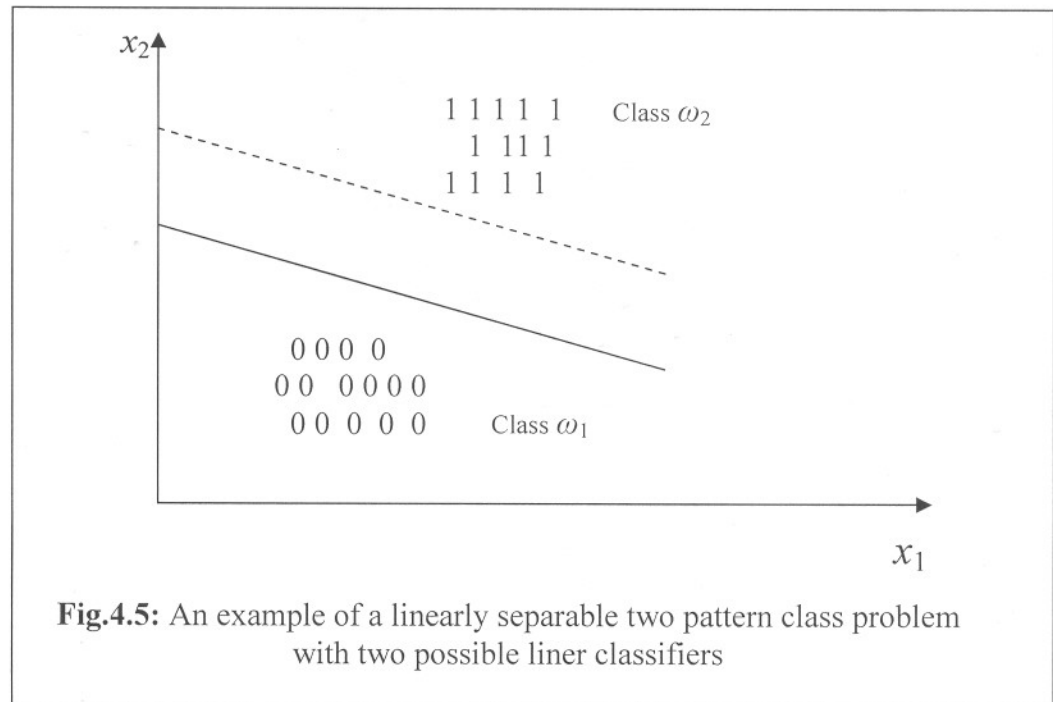 x₂
1 1 1 1 1 Class ω₂
1 11 1
1 1 1 1
0 0 0 0
0 0 0 0 0 0
0 0 0 0 0 Class ω₁
x₁
Fig.4.5: An example of a linearly separable two pattern class problem
with two possible liner classifiers